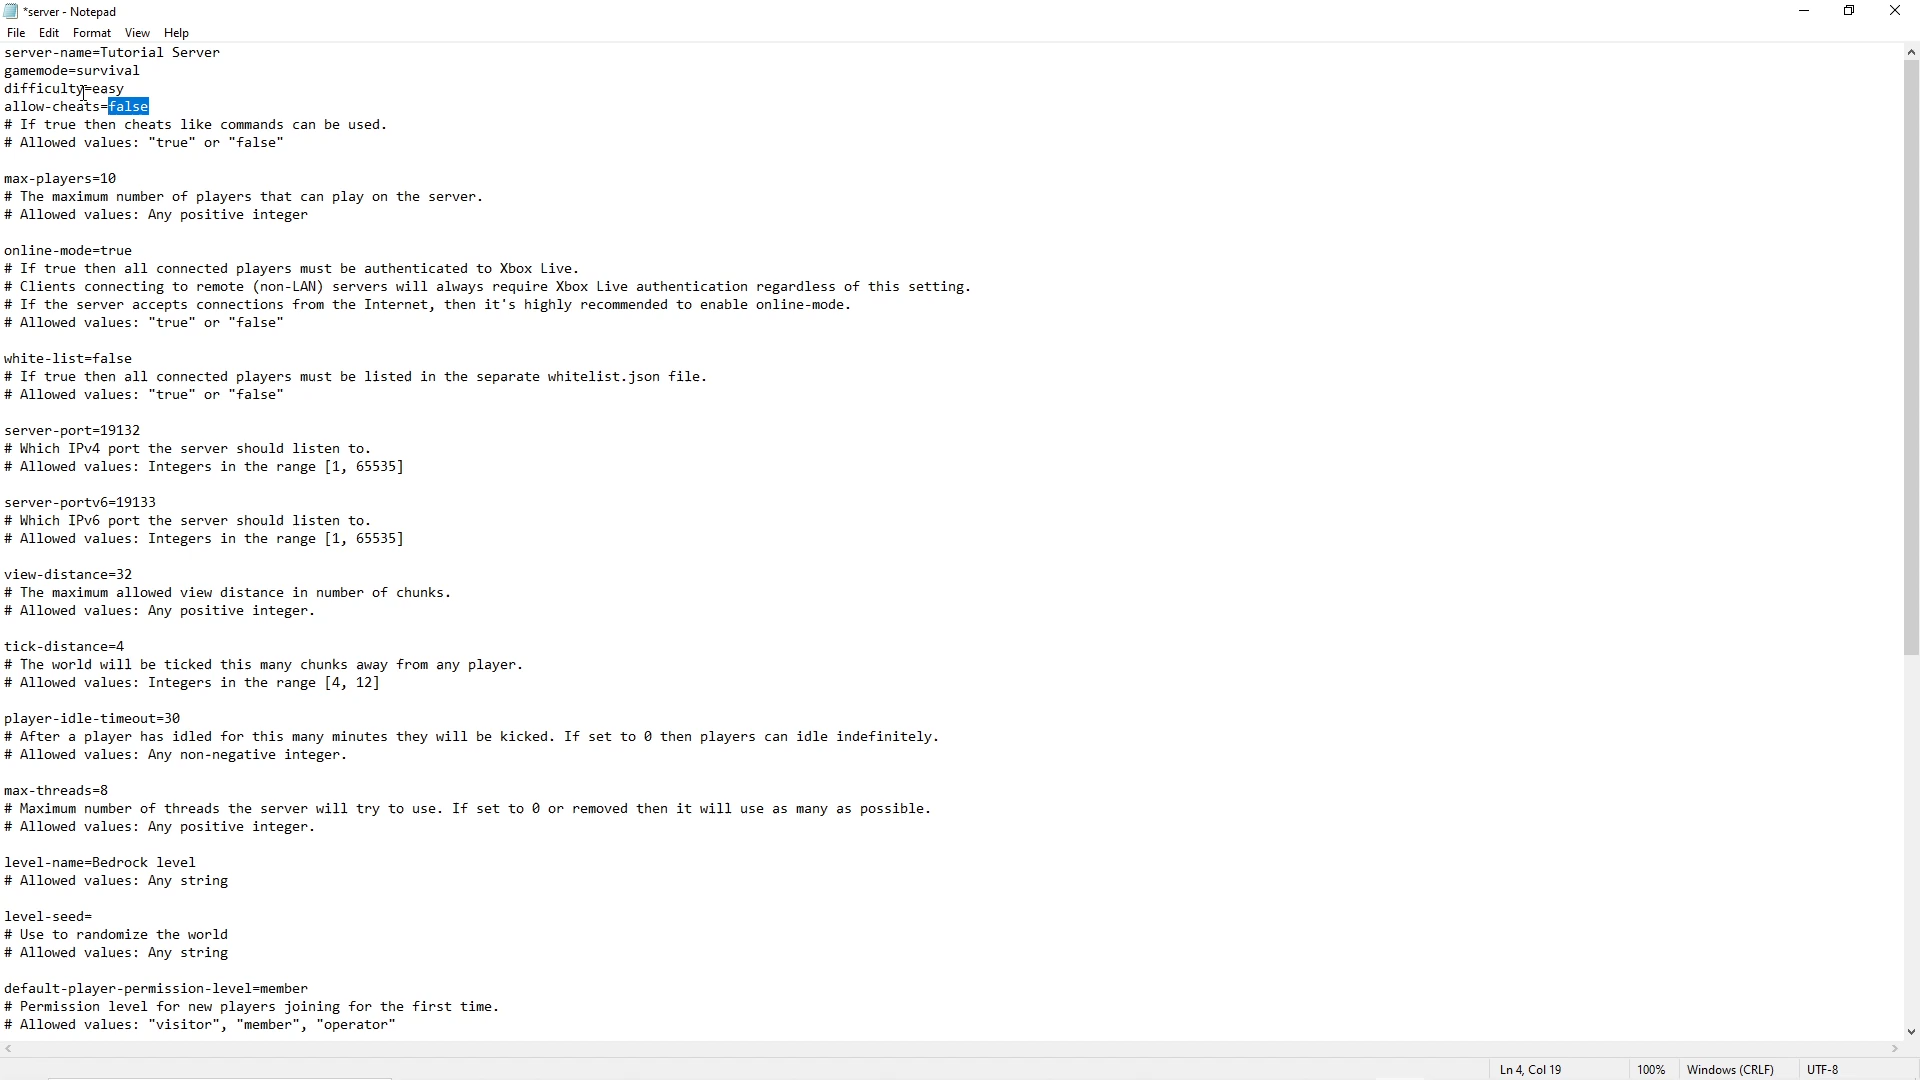 *server - Notepad
File Edit Format View Help
server-name=Tutorial Server
gamemode=survival
difficulty=easy
allow-cheats=false
# If true then cheats like commands can be used.
# Allowed values: "true" or "false"
max-players=10
# The maximum number of players that can play on the server.
# Allowed values: Any positive integer
online-mode=true
# If true then all connected players must be authenticated to Xbox Live.
# Clients connecting to remote (non-LAN) servers will always require Xbox Live authentication regardless of this setting.
# If the server accepts connections from the Internet, then it's highly recommended to enable online-mode.
# Allowed values: "true" or "false"
white-list=false
# If true then all connected players must be listed in the separate whitelist.json file.
# Allowed values: "true" or "false"
server-port=19132
# Which IPv4 port the server should listen to.
# Allowed values: Integers in the range [1, 65535]
server-portv6=19133
# Which IPv6 port the server should listen to.
# Allowed values: Integers in the range [1, 65535]
view-distance=32
# The maximum allowed view distance in number of chunks.
# Allowed values: Any positive integer.
tick-distance=4
# The world will be ticked this many chunks away from any player.
# Allowed values: Integers in the range [4, 12]
player-idle-timeout=30
# After a player has idled for this many minutes they will be kicked. If set to 0 then players can idle indefinitely.
# Allowed values: Any non-negative integer.
max-threads=8
# Maximum number of threads the server will try to use. If set to 0 or removed then it will use as many as possible.
# Allowed values: Any positive integer.
level-name=Bedrock level
# Allowed values: Any string
level-seed=
# Use to randomize the world
# Allowed values: Any string
default-player-permission-level=member
# Permission level for new players joining for the first time.
# Allowed values: "visitor", "member", "operator"
Ln 4, Col 19 100% Windows (CRLF) UTF-8